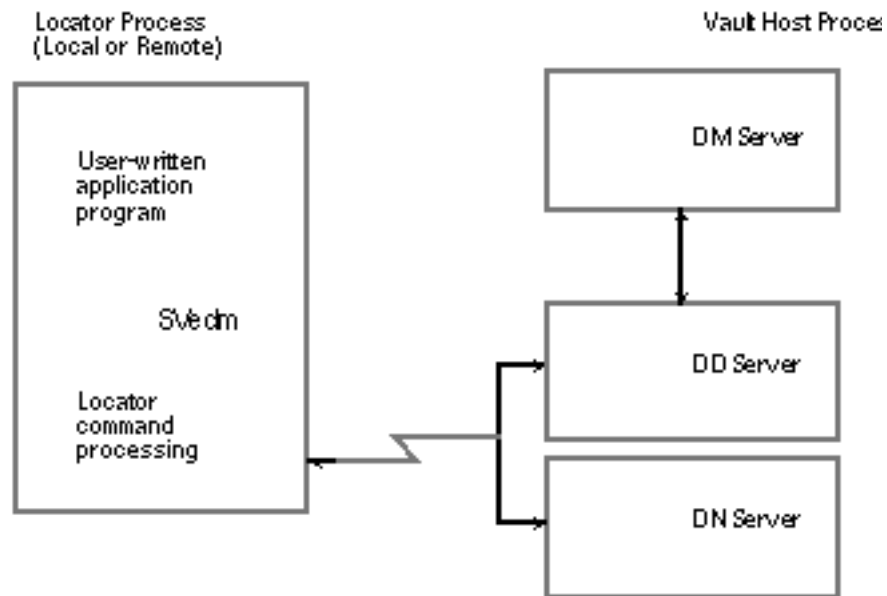 Locator Process
(Local or Remote)
Vault Host Proces
User-written
application
program
SVedm
Locator
command
processing
DM Server
DD Server
DN Server